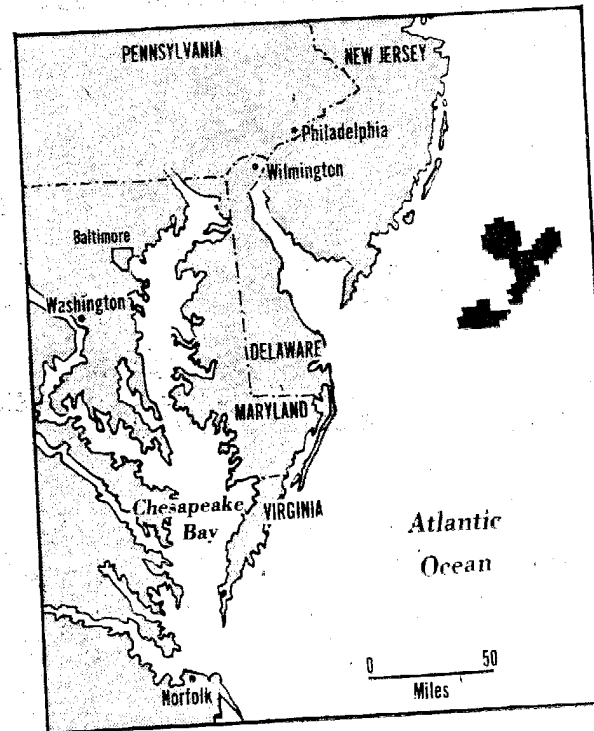 PENNSYLVANIA
NEW JERSEY
Philadelphia
Wilmington
Baltimore
Washington
DELAWARE
MARYLAND
Chesapeake
Bay
VIRGINIA
Atlantic
Ocean
0 50
Miles
Norfolk